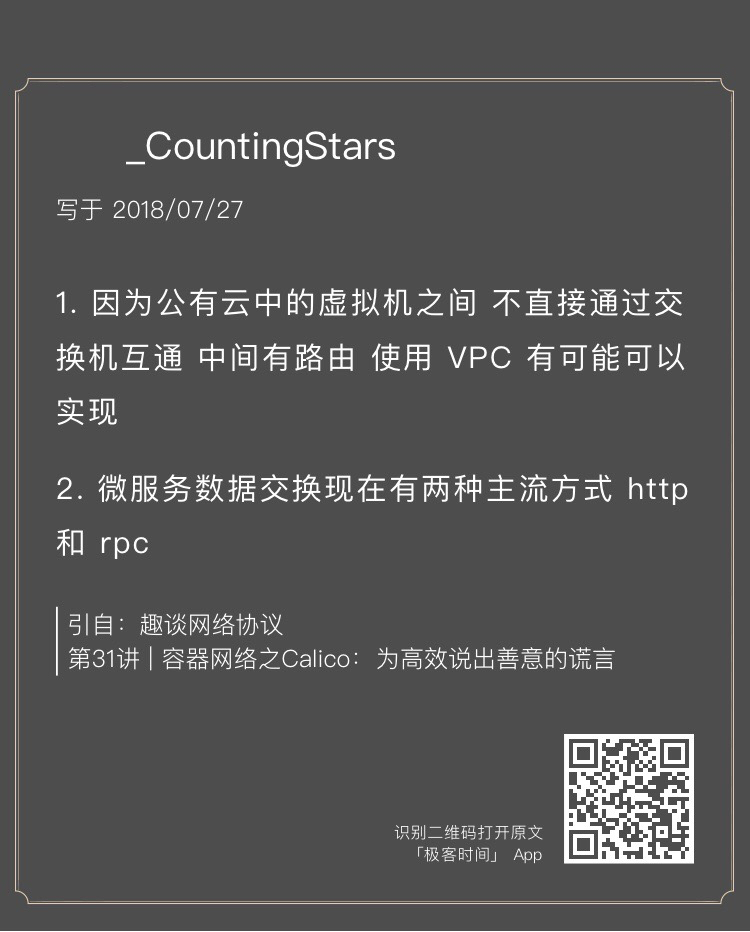 _CountingStars
写于 2018/07/27
1. 因为公有云中的虚拟机之间 不直接通过交
换机互通 中间有路由 使用 VPC 有可能可以
实现
2. 微服务数据交换现在有两种主流方式 http
和 rpc
引自：趣谈网络协议
第31讲 | 容器网络之Calico：为高效说出善意的谎言
识别二维码打开原文
「极客时间」 App